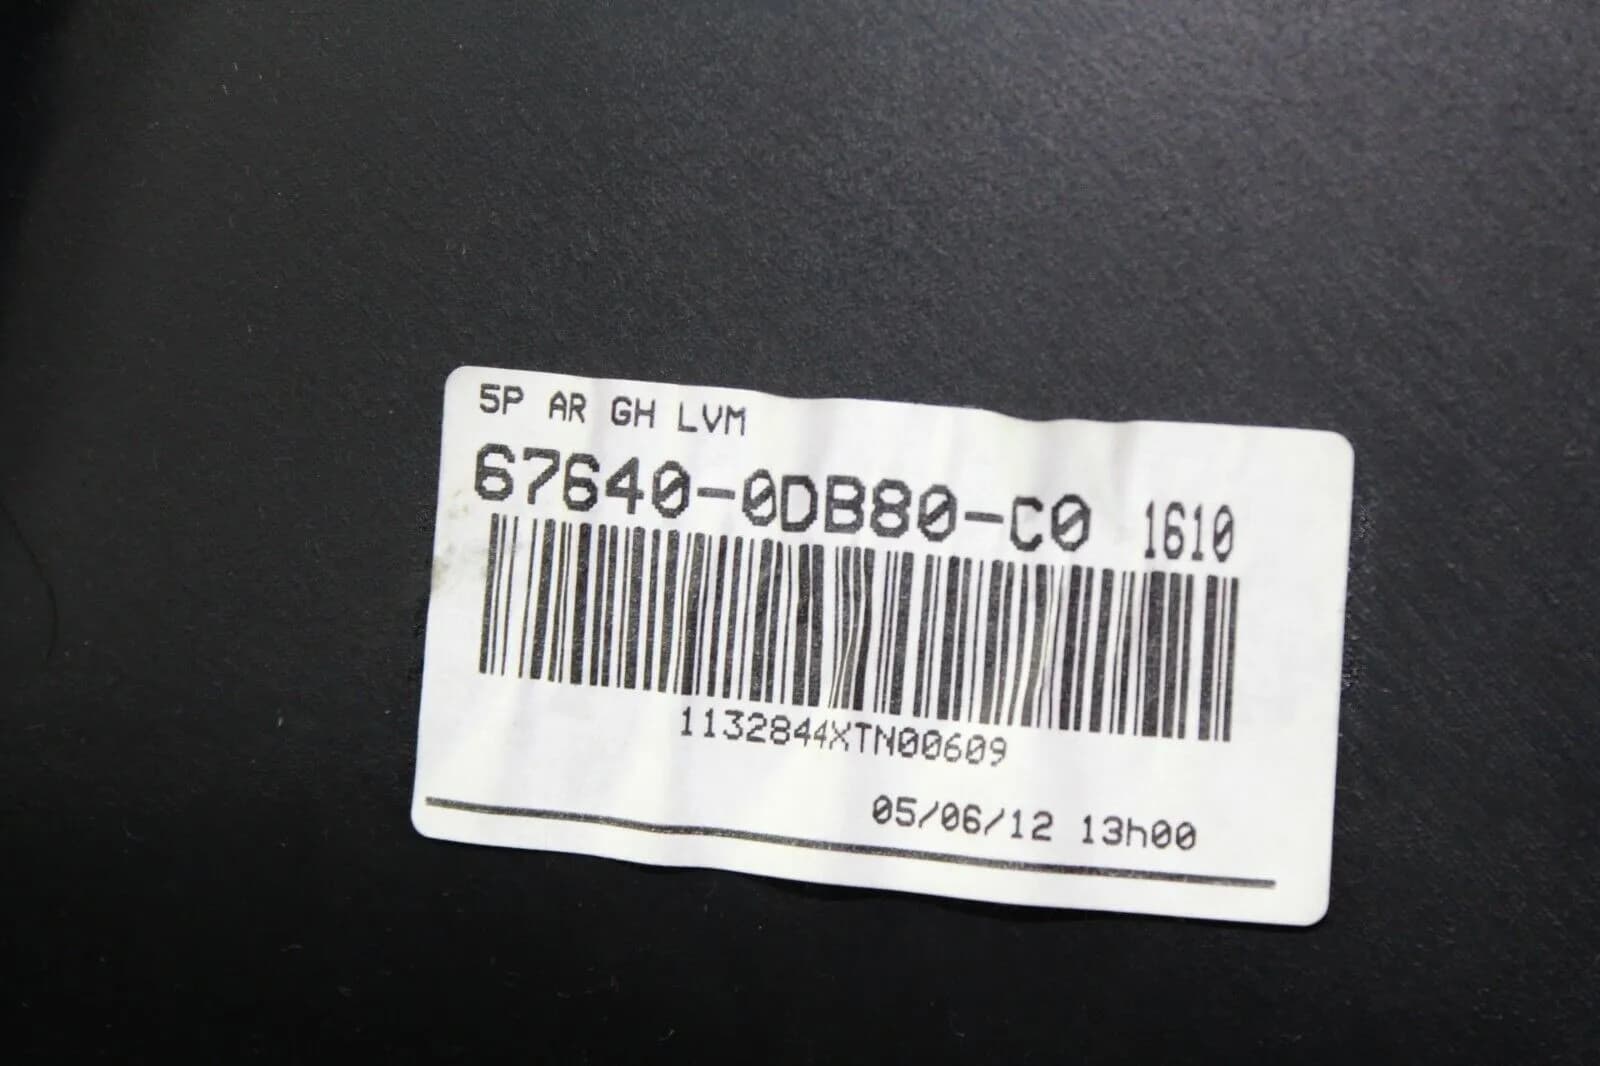 5P AR GH LVM
67640-0DB80-C0 1610
1132844XTN00609
05/06/12 13h00